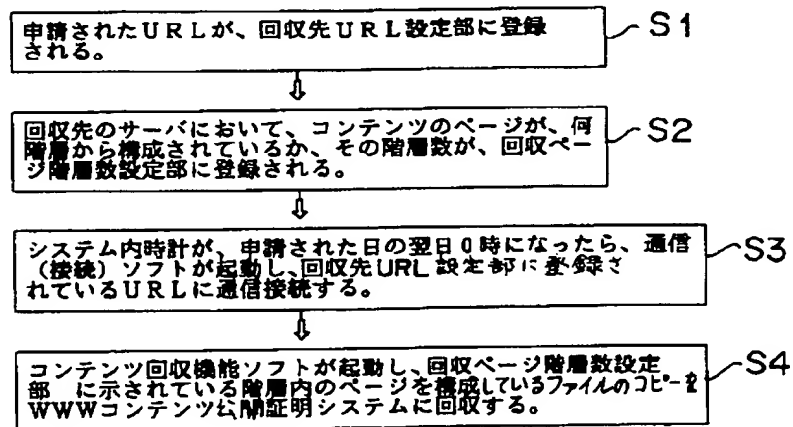 申請されたURLが、回収先URL設定部に登録
される。
S1
回収先のサーバにおいて、コンテンツのページが、何
階層から構成されているか、その階層数が、回収ペー
ジ階層数設定部に登録される。
S2
システム内時計が、申請された日の翌日0時になったら、通信
(接続)ソフトが起動し、回収先URL設定部に登録さ
れているURLに通信接続する。
S3
コンテンツ回収機能ソフトが起動し、回収ページ階層数設定
部 に示されている階層内のページを構成しているファイルのコピーを
WWWコンテンツ公開証明システムに回収する。
S4